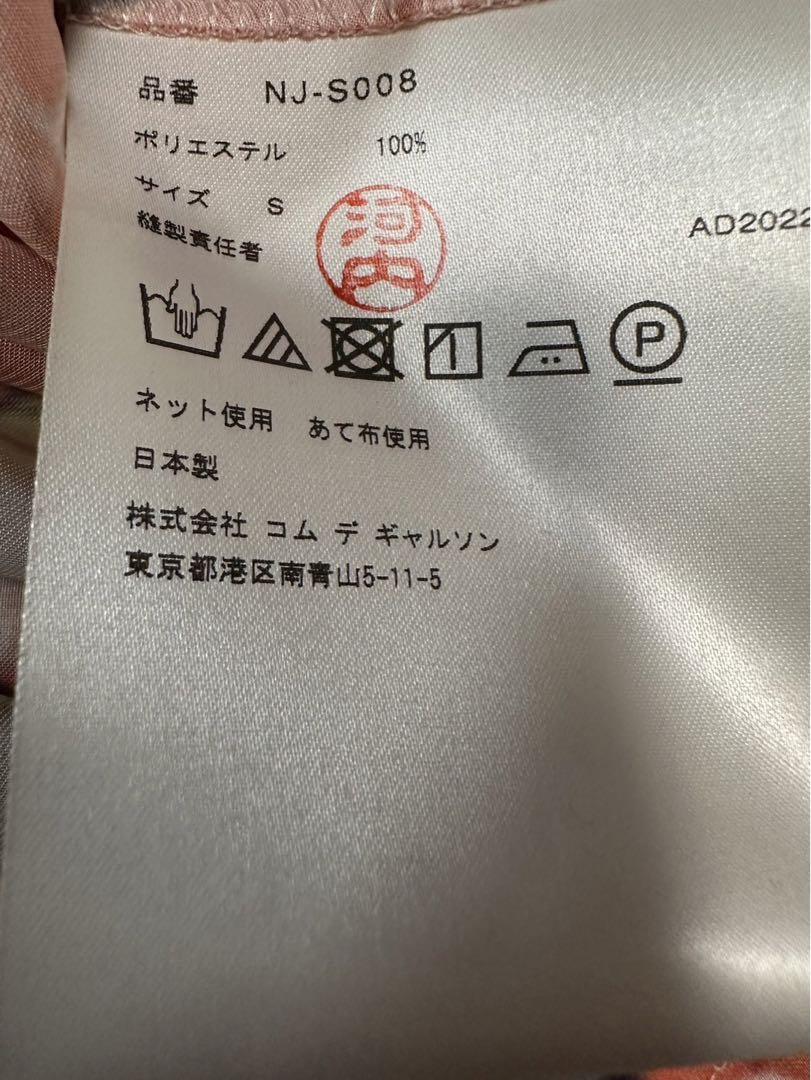 品番 NJ-S008
ポリエステル 100%
サイズ S
縫製責任者 河内
AD2022
P
ネット使用 あて布使用
日本製
株式会社 コム デ ギャルソン
東京都港区南青山5-11-5